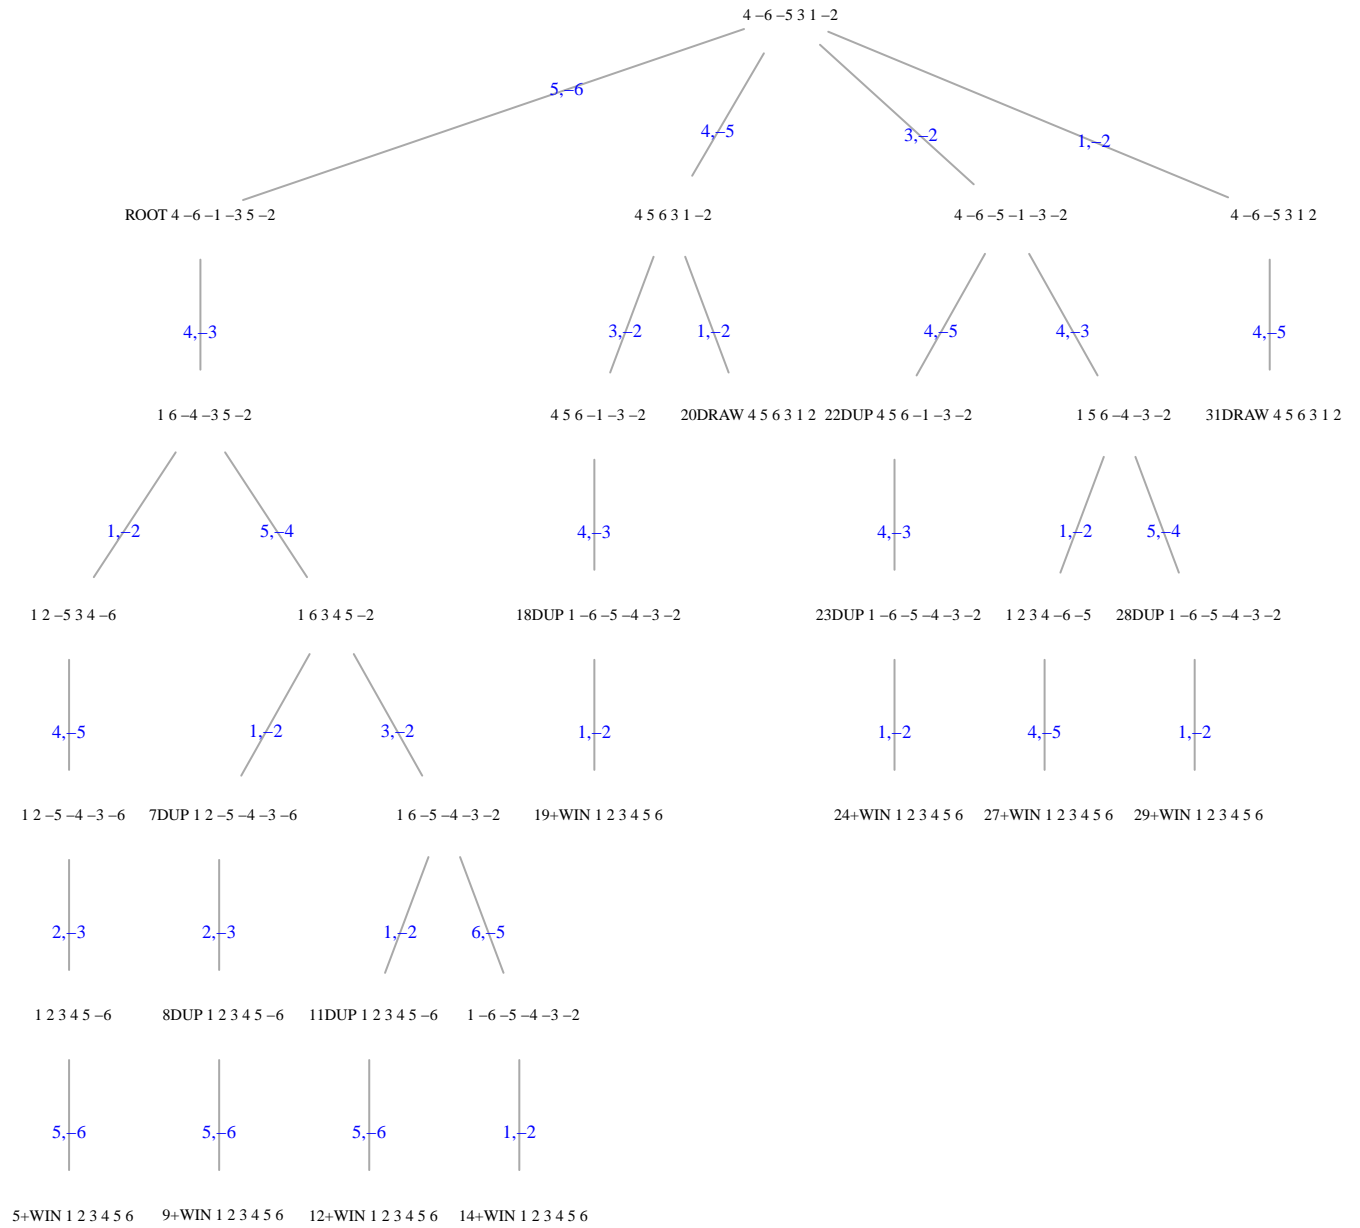 4 –6 –5 3 1 –2
5,–6
4,–5
3,–2
1,–2
ROOT 4 –6 –1 –3 5 –2
4 5 6 3 1 –2
4 –6 –5 –1 –3 –2
4 –6 –5 3 1 2
4,–3
3,–2
1,–2
4,–5
4,–3
4,–5
1 6 –4 –3 5 –2
4 5 6 –1 –3 –2
20DRAW 4 5 6 3 1 2
22DUP 4 5 6 –1 –3 –2
1 5 6 –4 –3 –2
31DRAW 4 5 6 3 1 2
1,–2
5,–4
4,–3
4,–3
1,–2
5,–4
1 2 –5 3 4 –6
1 6 3 4 5 –2
18DUP 1 –6 –5 –4 –3 –2
23DUP 1 –6 –5 –4 –3 –2
1 2 3 4 –6 –5
28DUP 1 –6 –5 –4 –3 –2
4,–5
1,–2
3,–2
1,–2
1,–2
4,–5
1,–2
1 2 –5 –4 –3 –6
7DUP 1 2 –5 –4 –3 –6
1 6 –5 –4 –3 –2
19+WIN 1 2 3 4 5 6
24+WIN 1 2 3 4 5 6
27+WIN 1 2 3 4 5 6
29+WIN 1 2 3 4 5 6
2,–3
2,–3
1,–2
6,–5
1 2 3 4 5 –6
8DUP 1 2 3 4 5 –6
11DUP 1 2 3 4 5 –6
1 –6 –5 –4 –3 –2
5,–6
5,–6
5,–6
1,–2
5+WIN 1 2 3 4 5 6
9+WIN 1 2 3 4 5 6
12+WIN 1 2 3 4 5 6
14+WIN 1 2 3 4 5 6